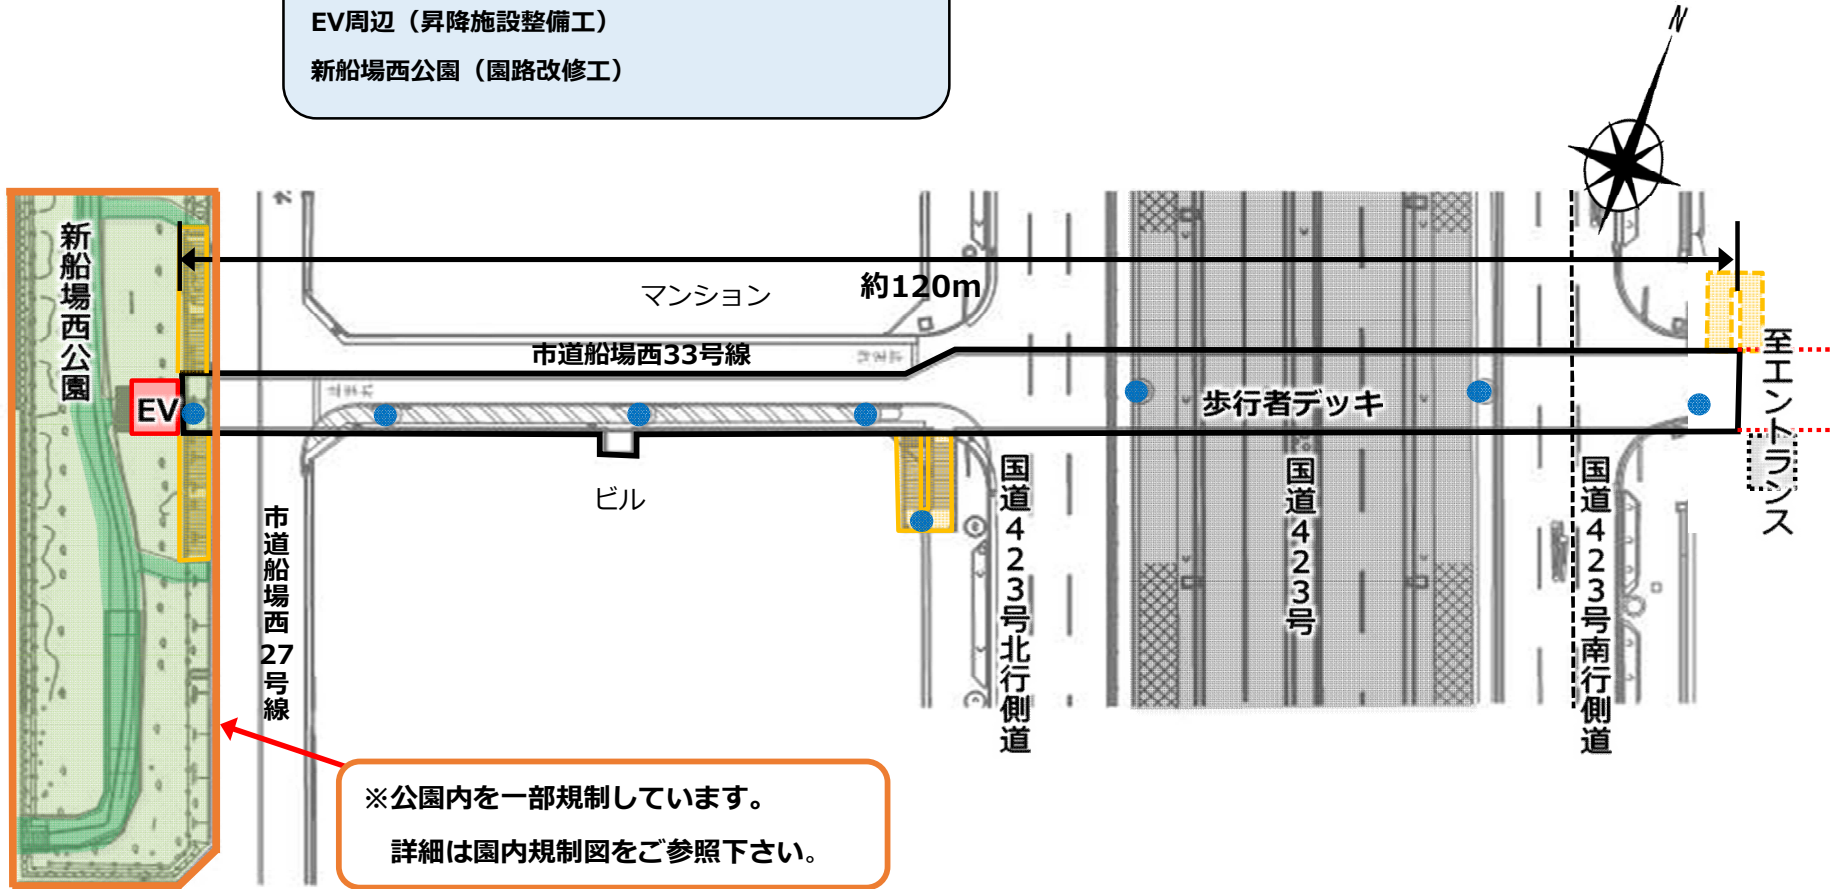 EV周辺（昇降施設整備工）
新船場西公園（園路改修工）
N
新船場西公園
約120m
マンション
市道船場西33号線
至エントランス
EV
歩行者デッキ
ビル
市道船場西27号線
国道423号北行側道
国道423号
国道423号南行側道
※公園内を一部規制しています。
詳細は園内規制図をご参照下さい。